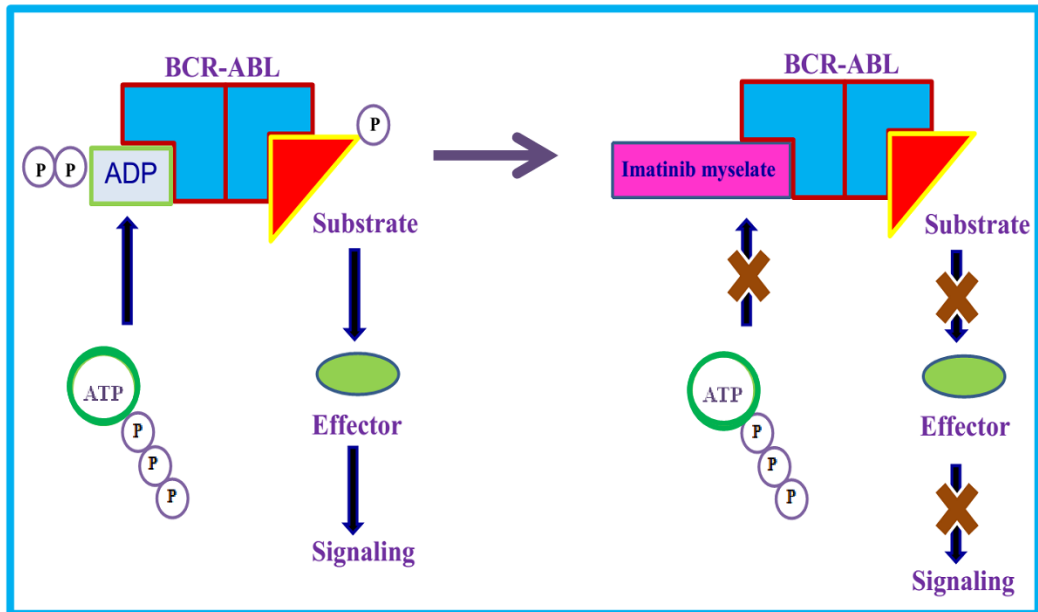 BCR-ABL
P
P P
ADP
Substrate
ATP
P
P
P
Effector
Signaling
BCR-ABL
Imatinib myselate
Substrate
ATP
P
P
P
Effector
Signaling